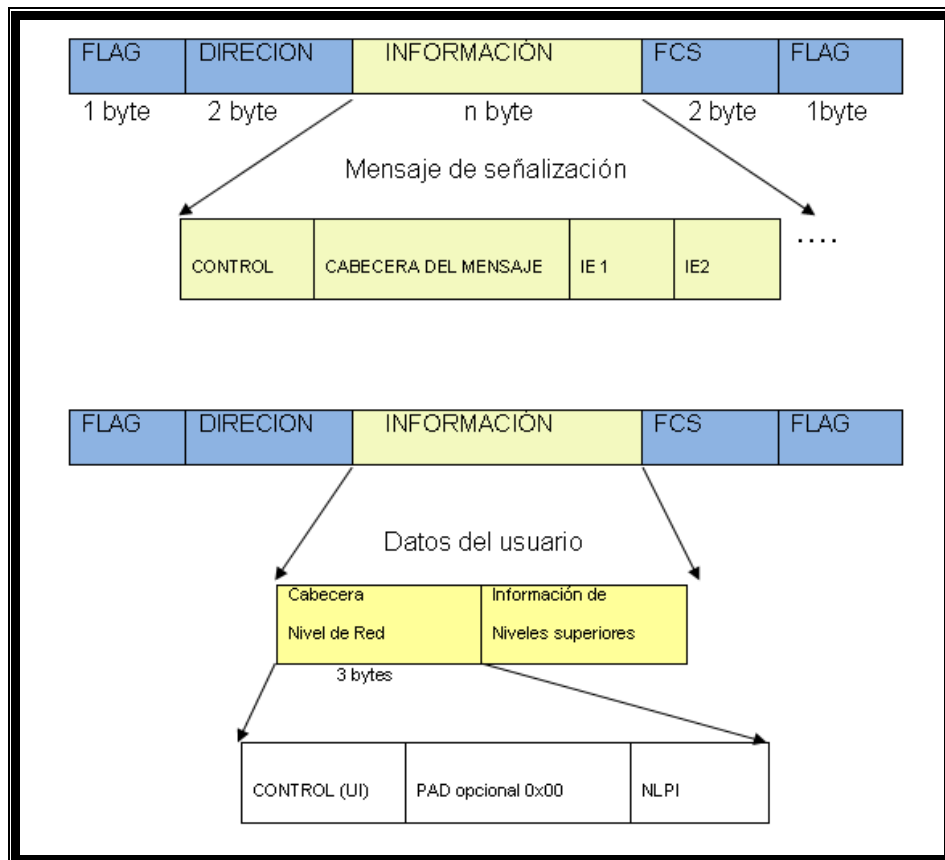 FLAG DIRECION INFORMACIÓN FCS FLAG
1 byte 2 byte n byte 2 byte 1byte
Mensaje de señalización
CONTROL CABECERA DEL MENSAJE IE 1 IE2 ....
FLAG DIRECION INFORMACIÓN FCS FLAG
Datos del usuario
Cabecera
Nivel de Red
Información de
Niveles superiores
3 bytes
CONTROL (UI) PAD opcional 0x00 NLPI